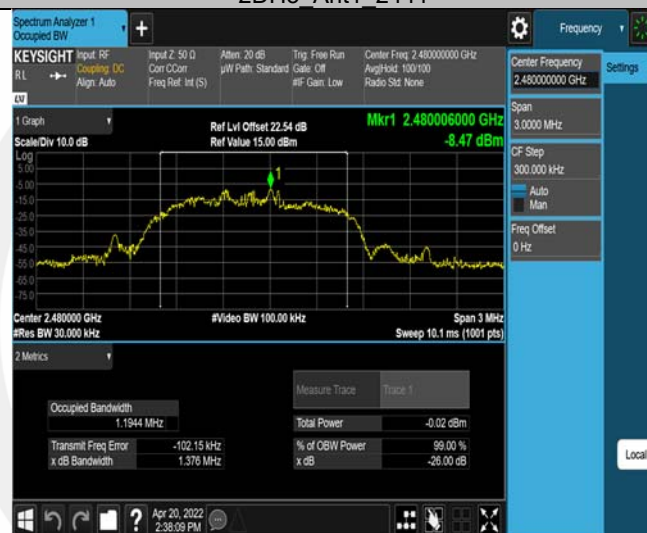 Spectrum Analyzer 1
Occupied BW
Frequency
KEYSIGHT Input: RF Input Z: 50 Ω Atten: 20 dB Trig: Free Run Center Freq: 2.480000000 GHz
RL Coupling: DC Corr CCorr µW Path: Standard Gate: Off Avg|Hold: 100/100
Align: Auto Freq Ref: Int (S) #IF Gain: Low Radio Std: None
LNI
Center Frequency
2.480000000 GHz
Settings
Span
3.0000 MHz
CF Step
300.000 kHz
Auto
Man
Freq Offset
0 Hz
Local
1 Graph
Scale/Div 10.0 dB
Ref Lvl Offset 22.54 dB
Ref Value 15.00 dBm
Mkr1 2.480006000 GHz
-8.47 dBm
Log
5.00
-5.00
-15.0
-25.0
-35.0
-45.0
-55.0
-65.0
-75.0
1
Center 2.480000 GHz #Video BW 100.00 kHz Span 3 MHz
#Res BW 30.000 kHz Sweep 10.1 ms (1001 pts)
2 Metrics
Measure Trace Trace 1
Occupied Bandwidth
1.1944 MHz
Total Power -0.02 dBm
Transmit Freq Error -102.15 kHz % of OBW Power 99.00 %
x dB Bandwidth 1.376 MHz x dB -26.00 dB
Apr 20, 2022
2:38:09 PM